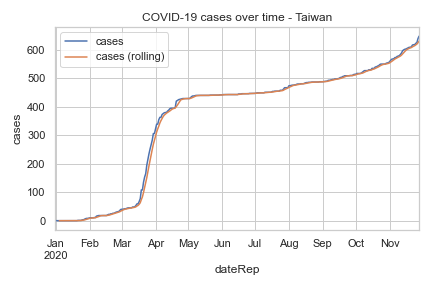 COVID-19 cases over time - Taiwan
cases
cases (rolling)
cases
600
500
400
300
200
100
0
Jan Feb Mar Apr May Jun Jul Aug Sep Oct Nov
2020
dateRep